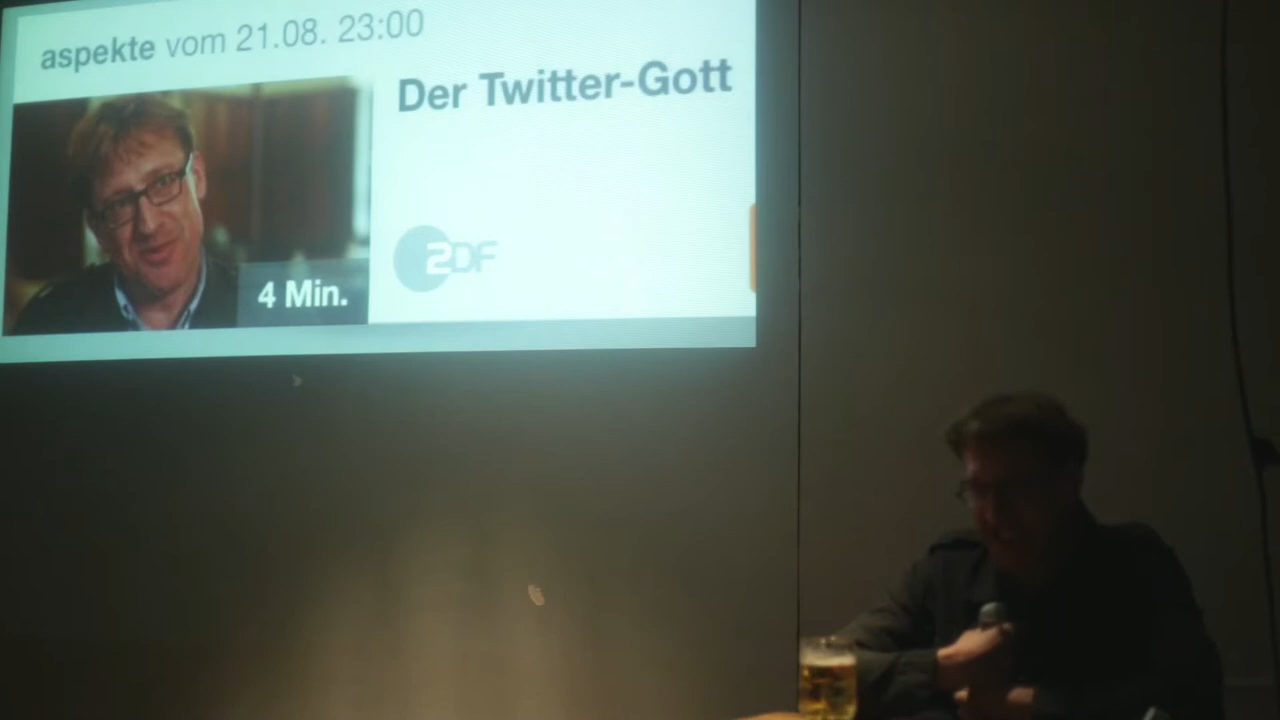 aspekte vom 21.08. 23:00
Der Twitter-Gott
ZDF
4 Min.